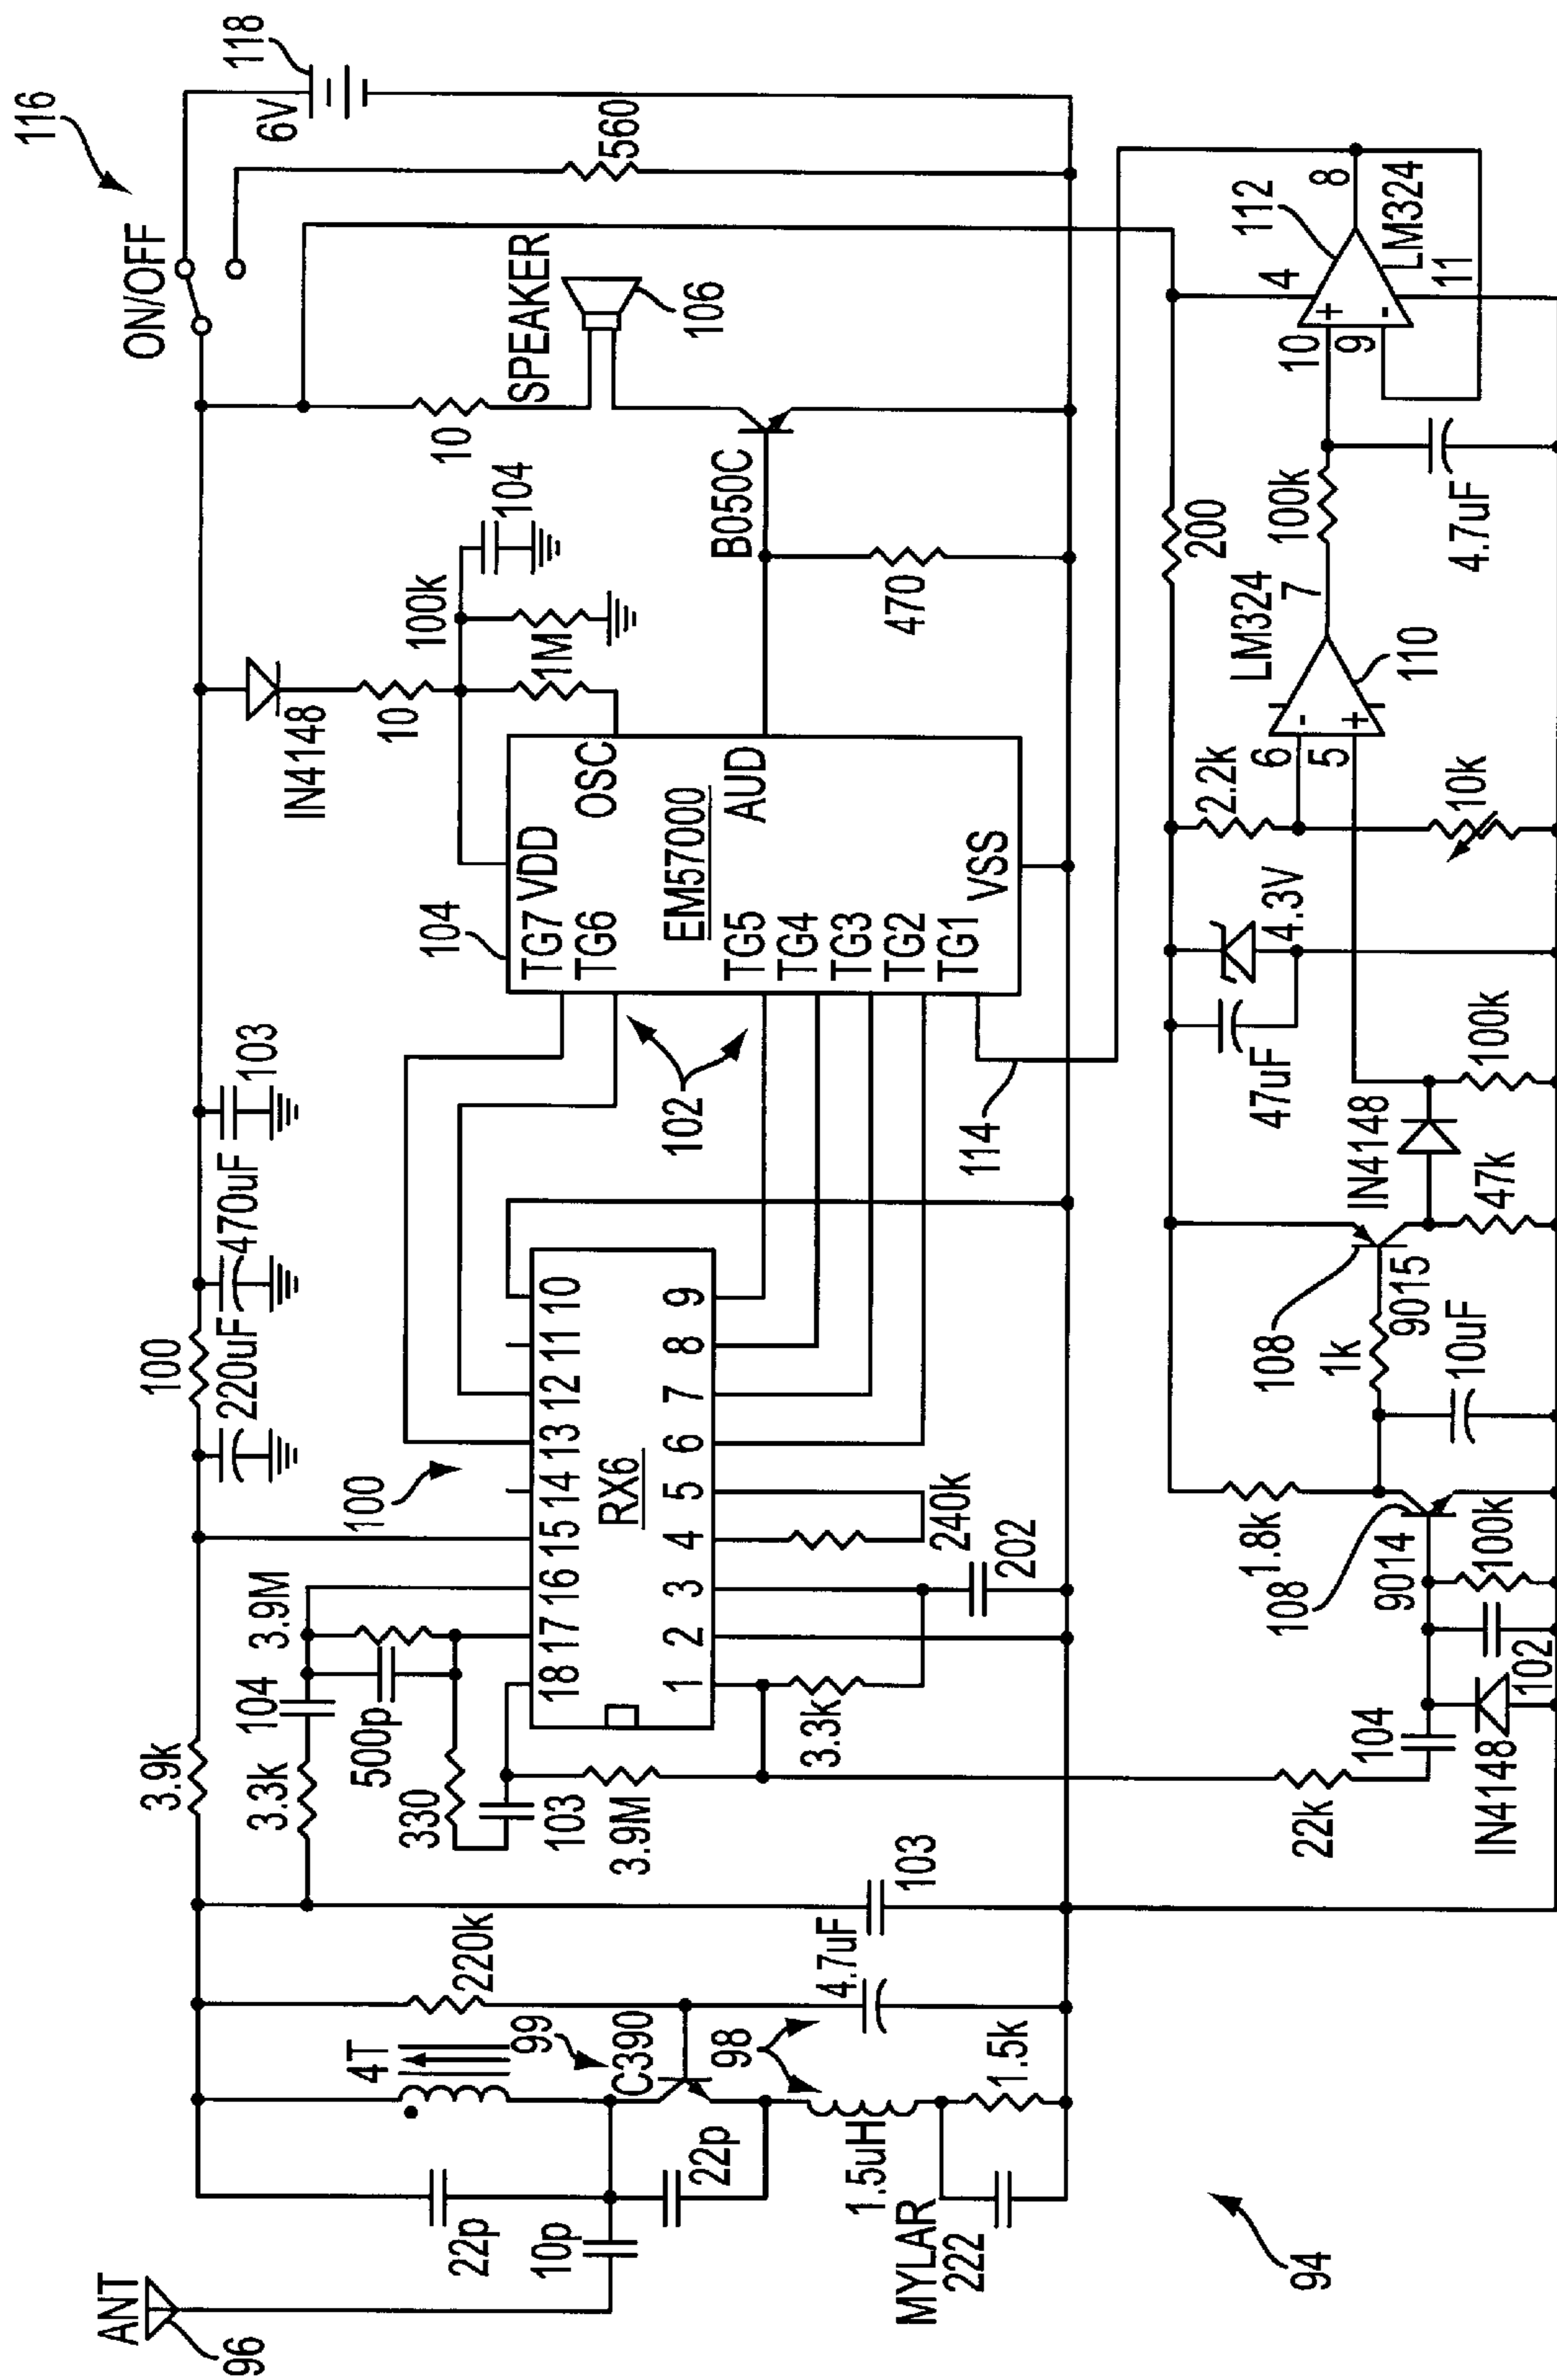 116
118
ON/OFF
6V
560
SPEAKER
106
10
104
100k
IN4148
10
1M
B050C
470
103
470uF
220uF
100
3.9k
104
VDD
TG7
TG6
OSC
EM57000
TG5
TG4
TG3
TG2
TG1
AUD
VSS
102
114
100
3.9M
104
3.3k
500p
330
103
3.9M
3.3k
18 17 16 15 14 13 12 11 10
RX6
1 2 3 4 5 6 7 8 9
240k
202
ANT
96
22p
10p
4T
220k
99
C390
22p
98
4.7uF
103
1.5uH
MYLAR
222
1.5k
94
112
4
8
10
+
9
-
LM324
11
200
100k
4.7uF
LM324
7
6
-
5
+
110
2.2k
10k
4.3V
47uF
IN4148
100k
47k
108
9015
1k
10uF
1.8k
108
9014
100k
22k
104
IN4148
102